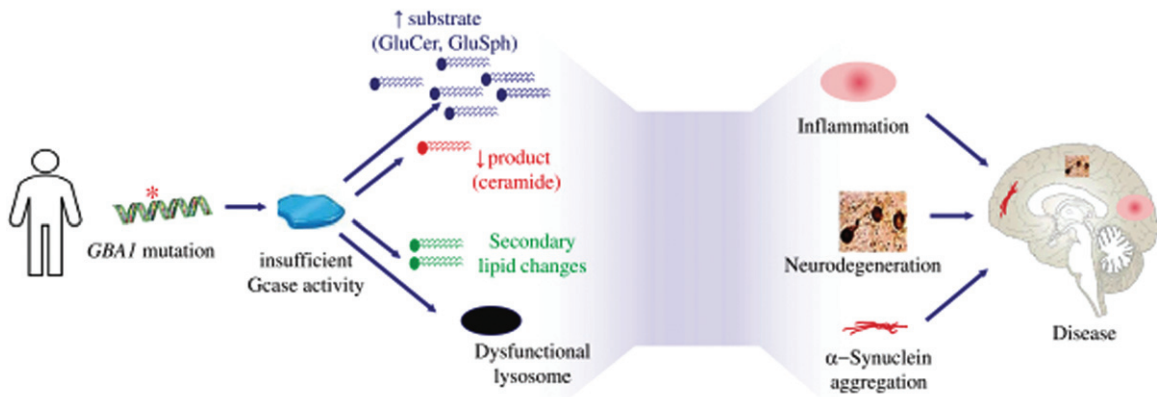 ↑ substrate
(GluCer, GluSph)
↓ product
(ceramide)
*
GBA1 mutation
insufficient
Gcase activity
Secondary
lipid changes
Dysfunctional
lysosome
Inflammation
Neurodegeneration
α−Synuclein
aggregation
Disease